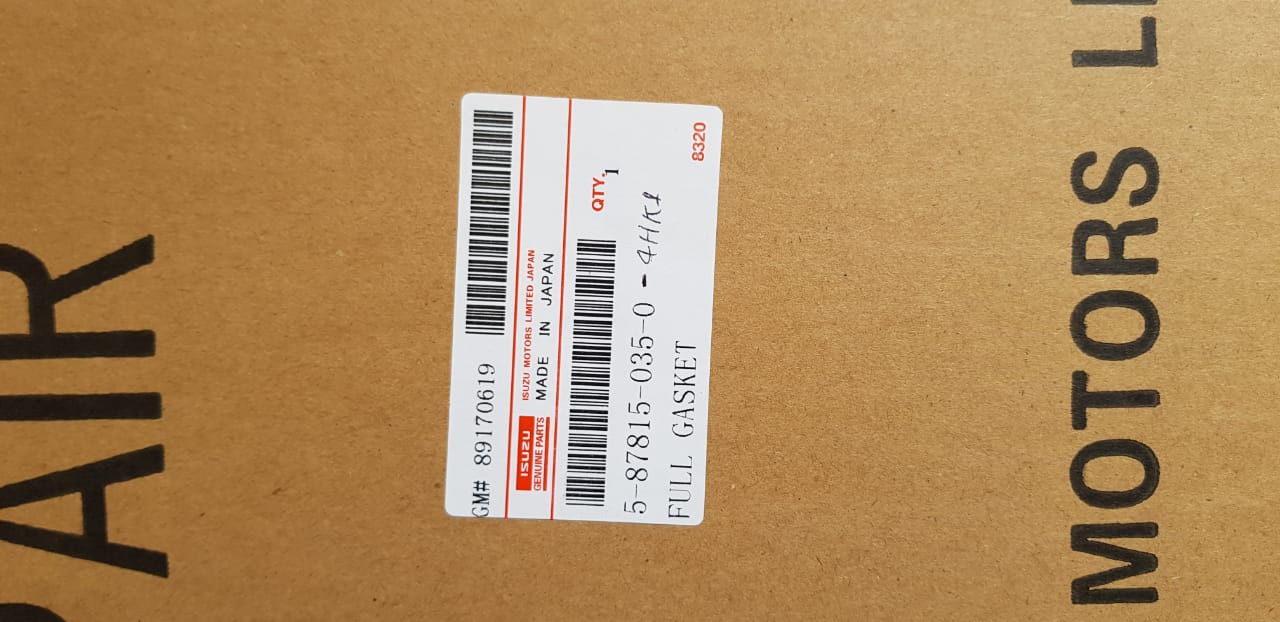 AIR
GM# 89170619
ISUZU
GENUINE PARTS
ISUZU MOTORS LIMITED JAPAN
MADE IN JAPAN
QTY.
1
5-87815-035-0 - 4HK1
FULL GASKET
8320
MOTORS